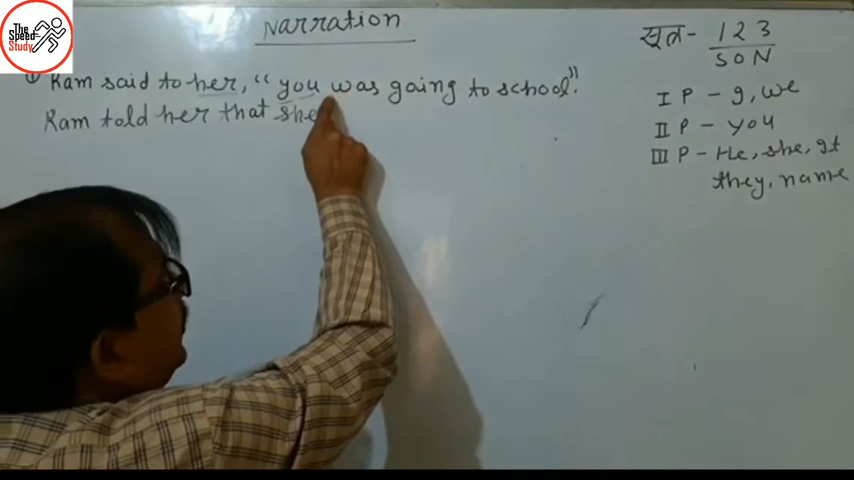 The
Speed
Study
Narration
① Ram said to her, “you was going to school”.
Ram told her that she
सूत्र- 1 2 3
S O N
I P - I, we
II P - you
III P - He, she, It
they, name